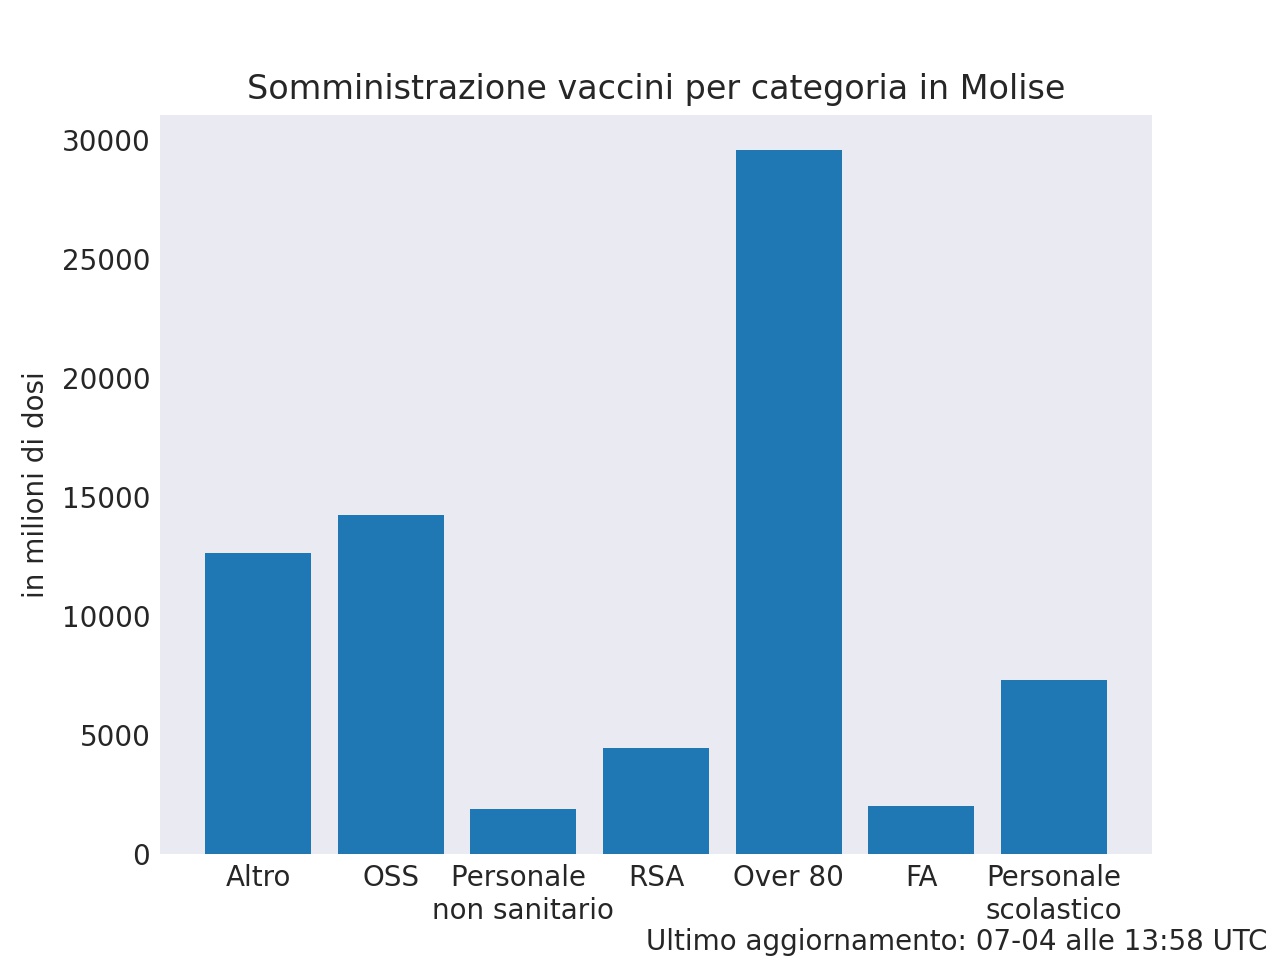 Somministrazione vaccini per categoria in Molise
30000
25000
20000
15000
10000
5000
0
in milioni di dosi
Altro
OSS
Personale
non sanitario
RSA
Over 80
FA
Personale
scolastico
Ultimo aggiornamento: 07-04 alle 13:58 UTC